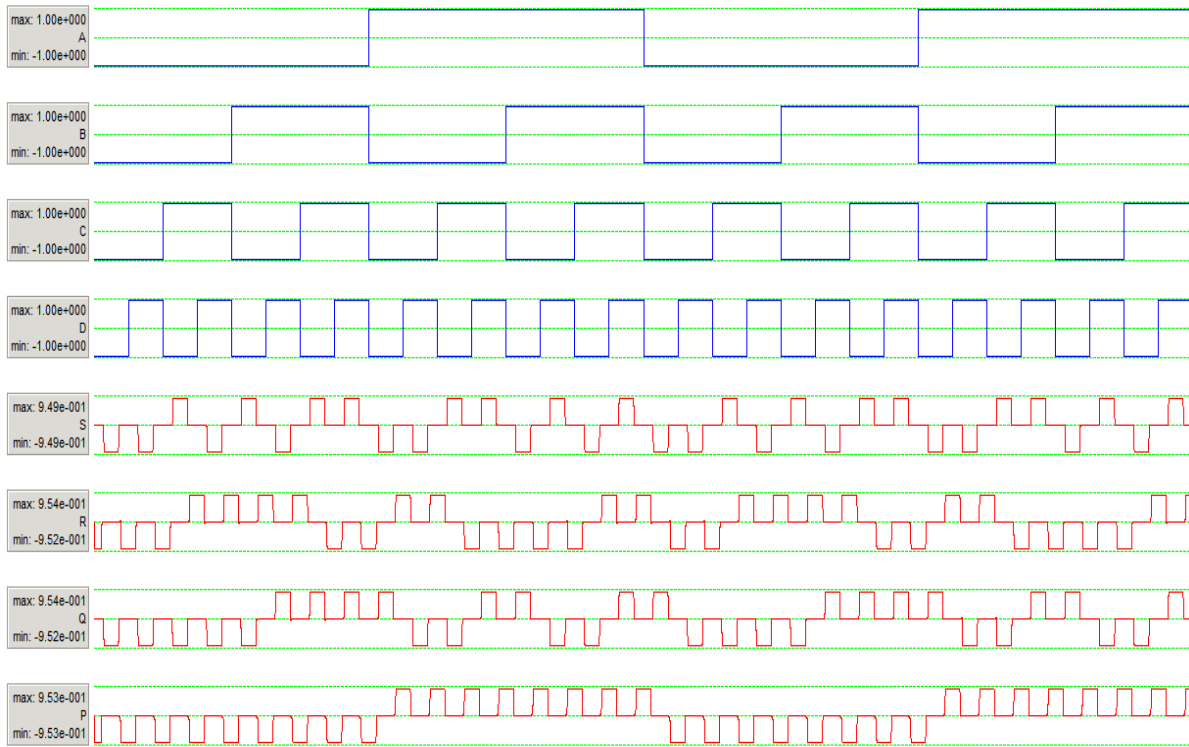 max: 1.00e+000
A
min: -1.00e+000
max: 1.00e+000
B
min: -1.00e+000
max: 1.00e+000
C
min: -1.00e+000
max: 1.00e+000
D
min: -1.00e+000
max: 9.49e-001
S
min: -9.49e-001
max: 9.54e-001
R
min: -9.52e-001
max: 9.54e-001
Q
min: -9.52e-001
max: 9.53e-001
P
min: -9.53e-001